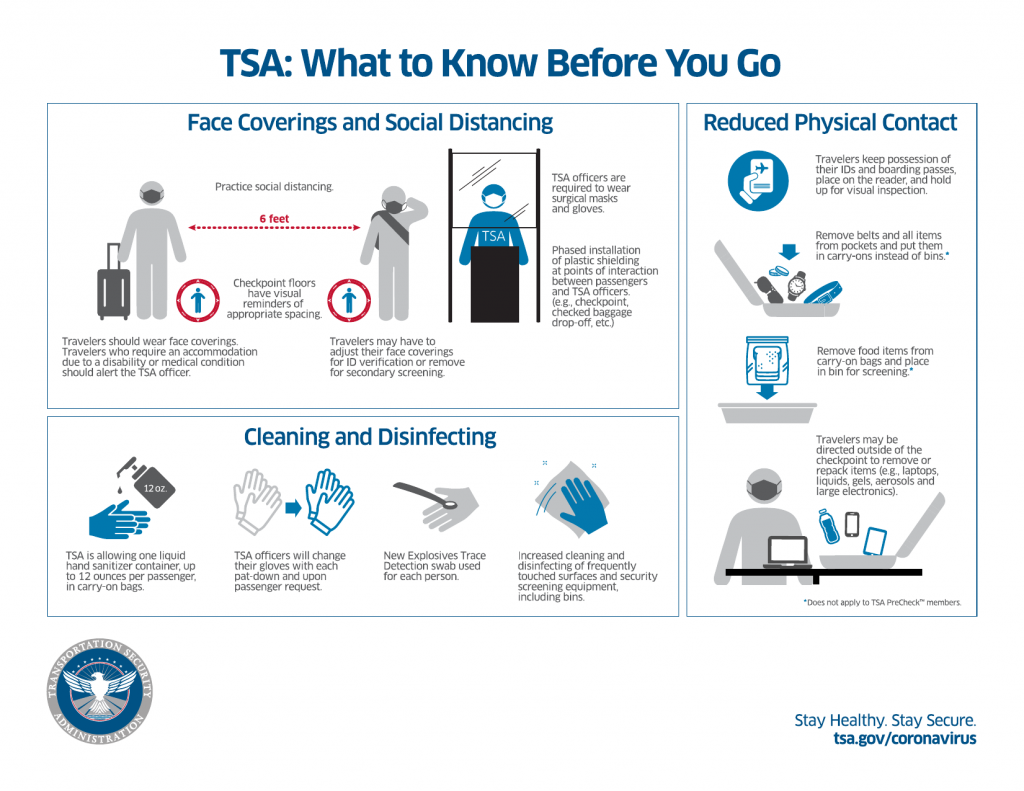 TSA: What to Know Before You Go
Face Coverings and Social Distancing
Practice social distancing.
6 feet
Checkpoint floors
have visual
reminders of
appropriate spacing.
Travelers should wear face coverings.
Travelers who require an accommodation
due to a disability or medical condition
should alert the TSA officer.
Travelers may have to
adjust their face coverings
for ID verification or remove
for secondary screening.
TSA
TSA officers are
required to wear
surgical masks
and gloves.
Phased installation
of plastic shielding
at points of interaction
between passengers
and TSA officers.
(e.g., checkpoint,
checked baggage
drop-off, etc.)
Cleaning and Disinfecting
12 oz.
TSA is allowing one liquid
hand sanitizer container, up
to 12 ounces per passenger,
in carry-on bags.
TSA officers will change
their gloves with each
pat-down and upon
passenger request.
New Explosives Trace
Detection swab used
for each person.
Increased cleaning and
disinfecting of frequently
touched surfaces and security
screening equipment,
including bins.
Reduced Physical Contact
Travelers keep possession of
their IDs and boarding passes,
place on the reader, and hold
up for visual inspection.
Remove belts and all items
from pockets and put them
in carry-ons instead of bins.*
Remove food items from
carry-on bags and place
in bin for screening.*
Travelers may be
directed outside of the
checkpoint to remove or
repack items (e.g., laptops,
liquids, gels, aerosols and
large electronics).
*Does not apply to TSA PreCheck™ members.
TRANSPORTATION SECURITY
ADMINISTRATION
Stay Healthy. Stay Secure.
tsa.gov/coronavirus